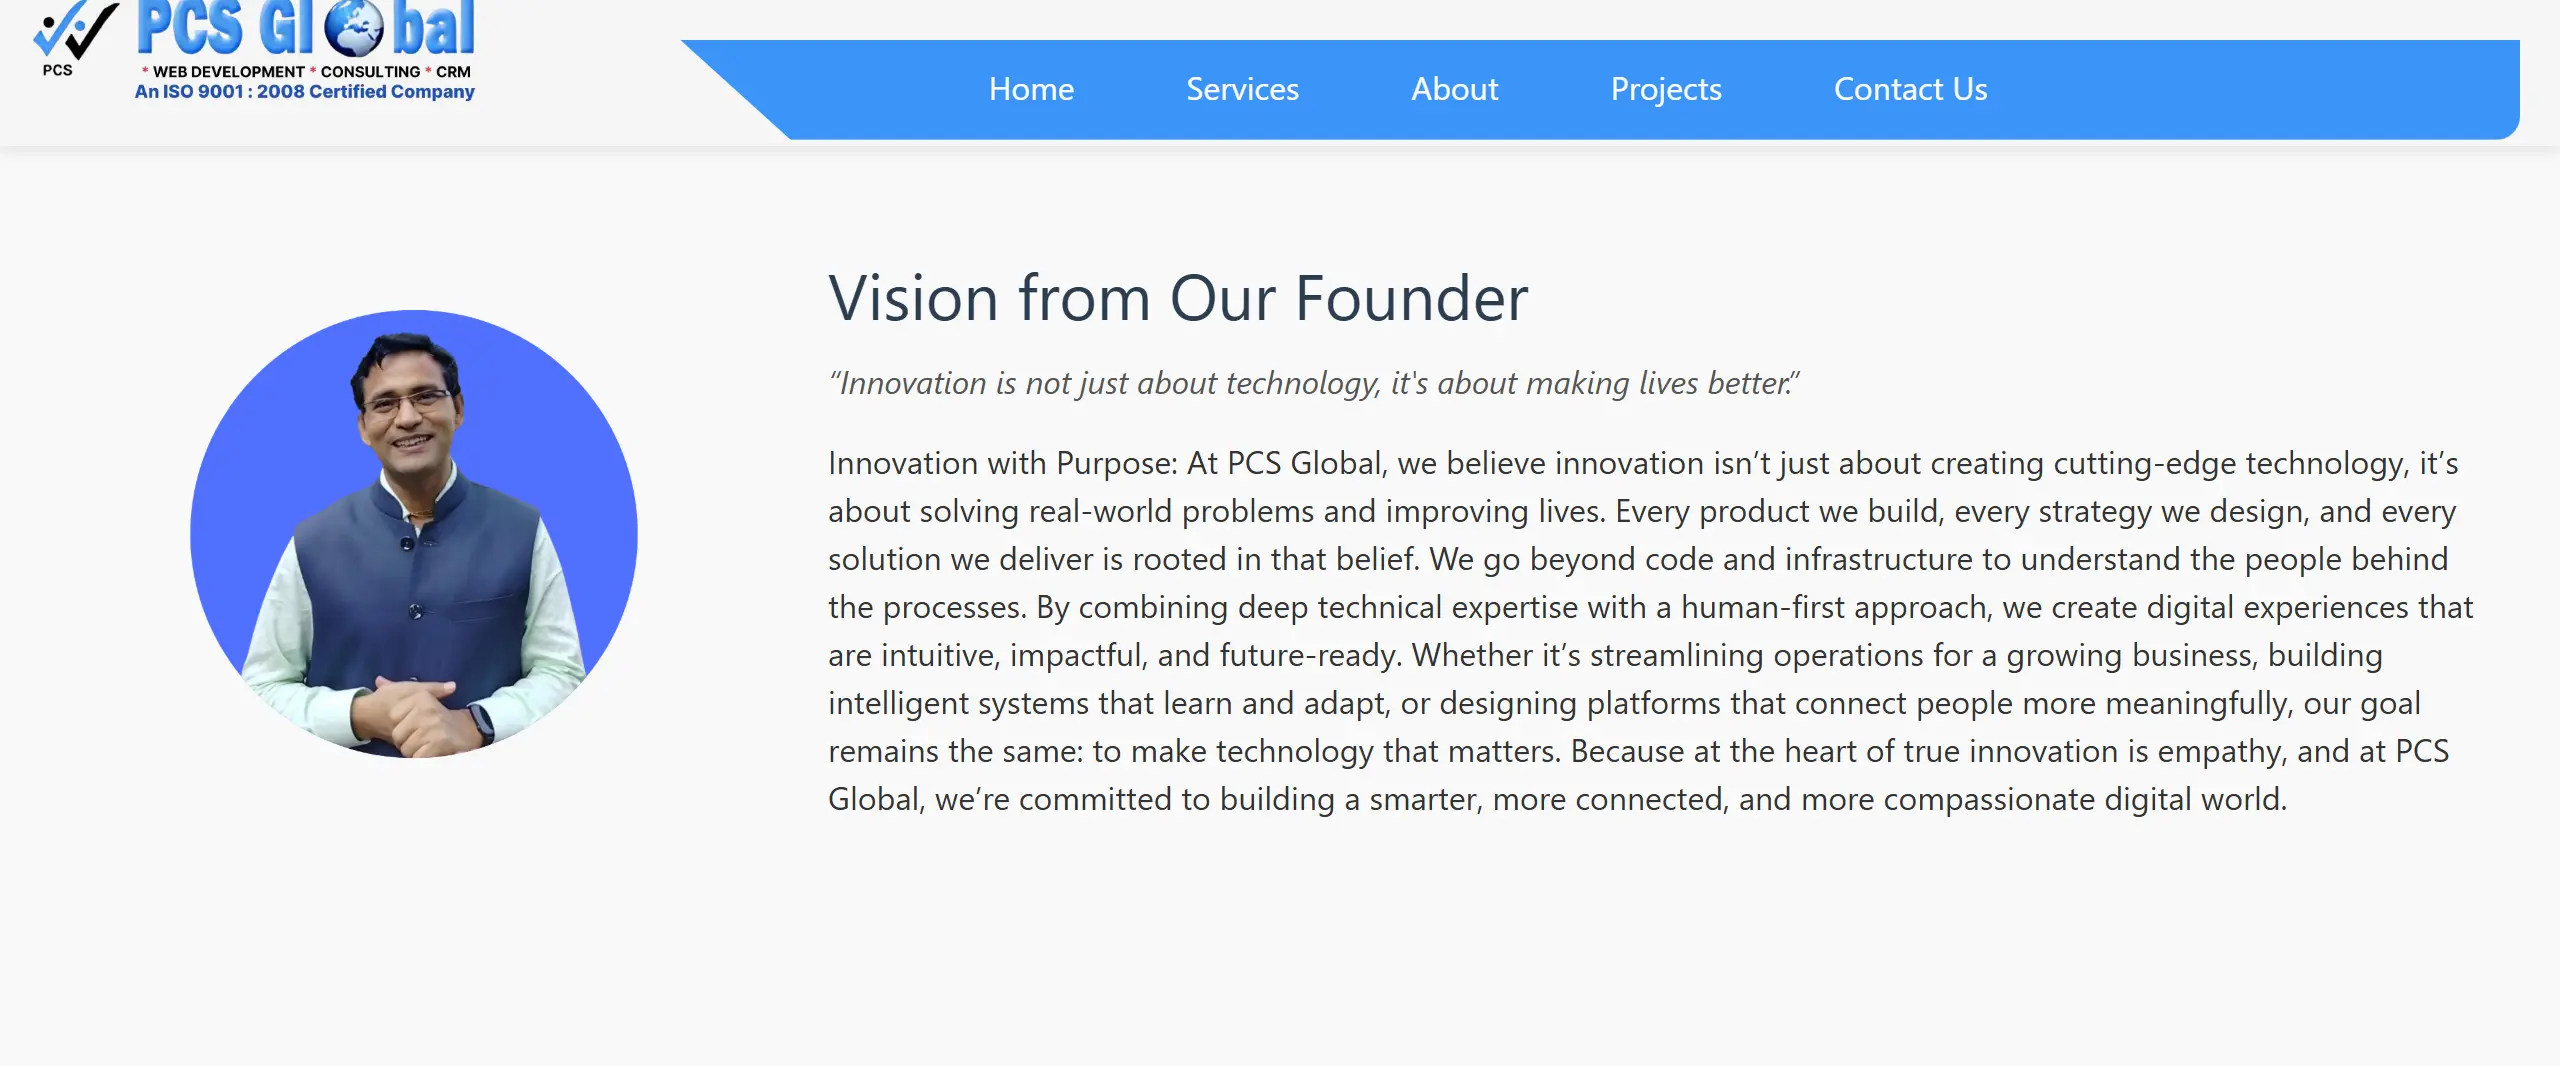 PCS Global
PCS
* WEB DEVELOPMENT * CONSULTING * CRM
An ISO 9001 : 2008 Certified Company
Home
Services
About
Projects
Contact Us
Vision from Our Founder
“Innovation is not just about technology, it's about making lives better.”
Innovation with Purpose: At PCS Global, we believe innovation isn’t just about creating cutting-edge technology, it’s
about solving real-world problems and improving lives. Every product we build, every strategy we design, and every
solution we deliver is rooted in that belief. We go beyond code and infrastructure to understand the people behind
the processes. By combining deep technical expertise with a human-first approach, we create digital experiences that
are intuitive, impactful, and future-ready. Whether it’s streamlining operations for a growing business, building
intelligent systems that learn and adapt, or designing platforms that connect people more meaningfully, our goal
remains the same: to make technology that matters. Because at the heart of true innovation is empathy, and at PCS
Global, we’re committed to building a smarter, more connected, and more compassionate digital world.